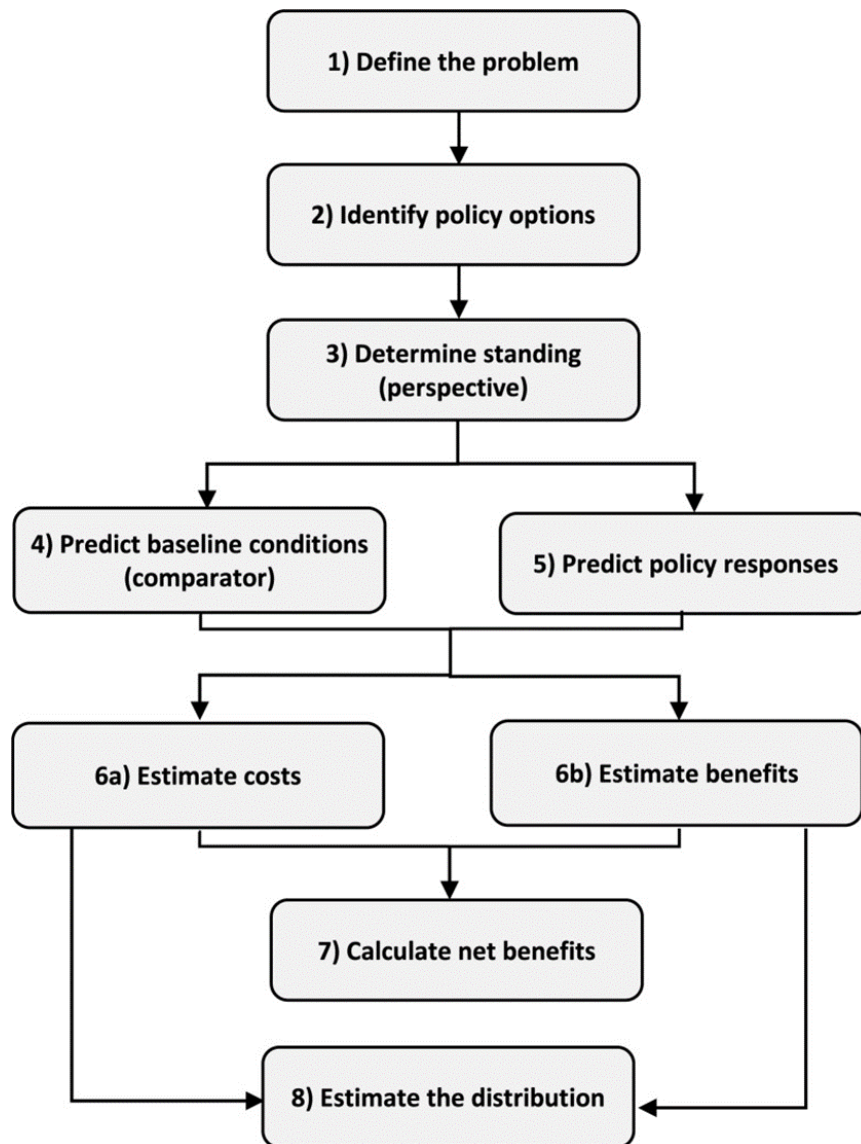 1) Define the problem
2) Identify policy options
3) Determine standing
(perspective)
4) Predict baseline conditions
(comparator)
5) Predict policy responses
6a) Estimate costs
6b) Estimate benefits
7) Calculate net benefits
8) Estimate the distribution